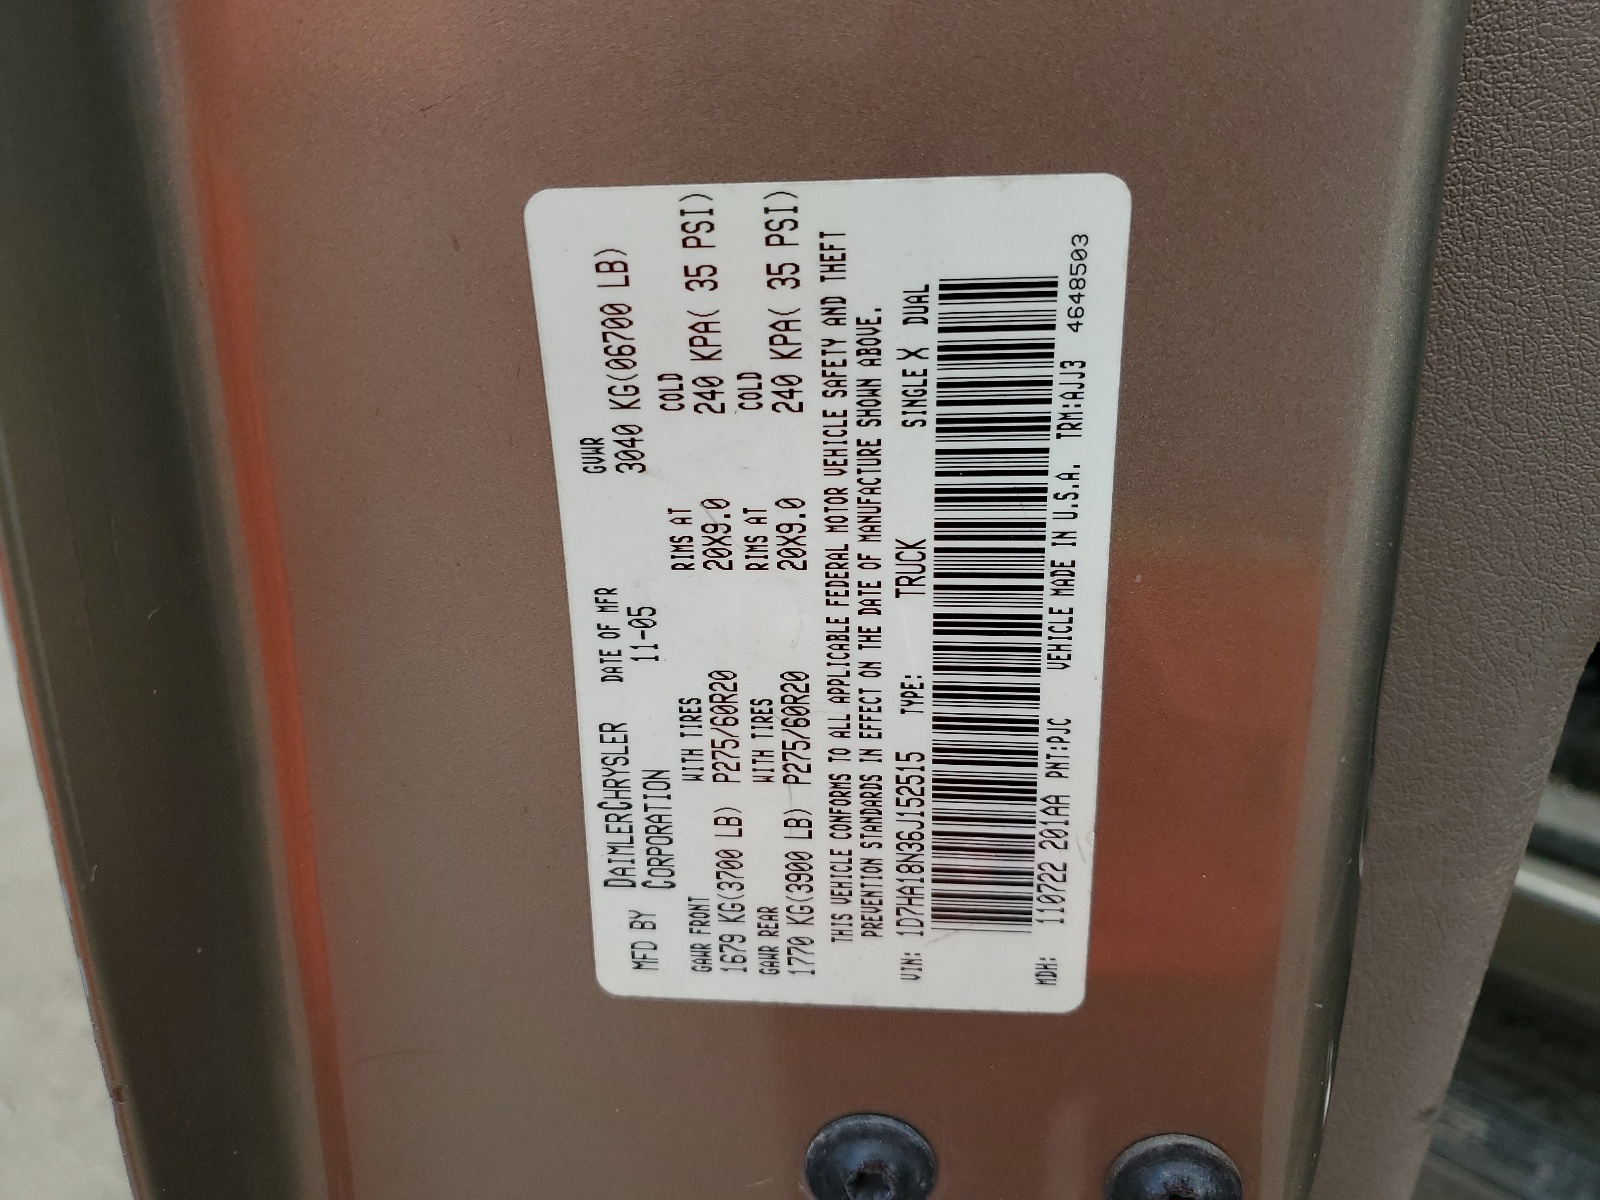 MFD BY DAIMLERCHRYSLER CORPORATION DATE OF MFR 11-05 GVWR 3040 KG(06700 LB)
GAWR FRONT WITH TIRES RIMS AT COLD
1679 KG(3700 LB) P275/60R20 20X9.0 240 KPA( 35 PSI)
GAWR REAR WITH TIRES RIMS AT COLD
1770 KG(3900 LB) P275/60R20 20X9.0 240 KPA( 35 PSI)
THIS VEHICLE CONFORMS TO ALL APPLICABLE FEDERAL MOTOR VEHICLE SAFETY AND THEFT
PREVENTION STANDARDS IN EFFECT ON THE DATE OF MANUFACTURE SHOWN ABOVE.
VIN: 1D7HA18N36J152515 TYPE: TRUCK SINGLE X DUAL
MDH: 110722 201AA PNT:PJC VEHICLE MADE IN U.S.A. TRM:AJJ3 4648503